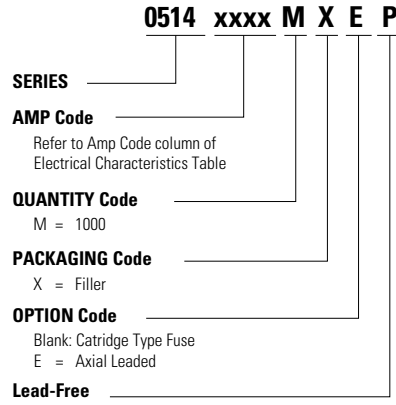 0514 xxxx M X E P
SERIES
AMP Code
Refer to Amp Code column of
Electrical Characteristics Table
QUANTITY Code
M = 1000
PACKAGING Code
X = Filler
OPTION Code
Blank: Catridge Type Fuse
E = Axial Leaded
Lead-Free